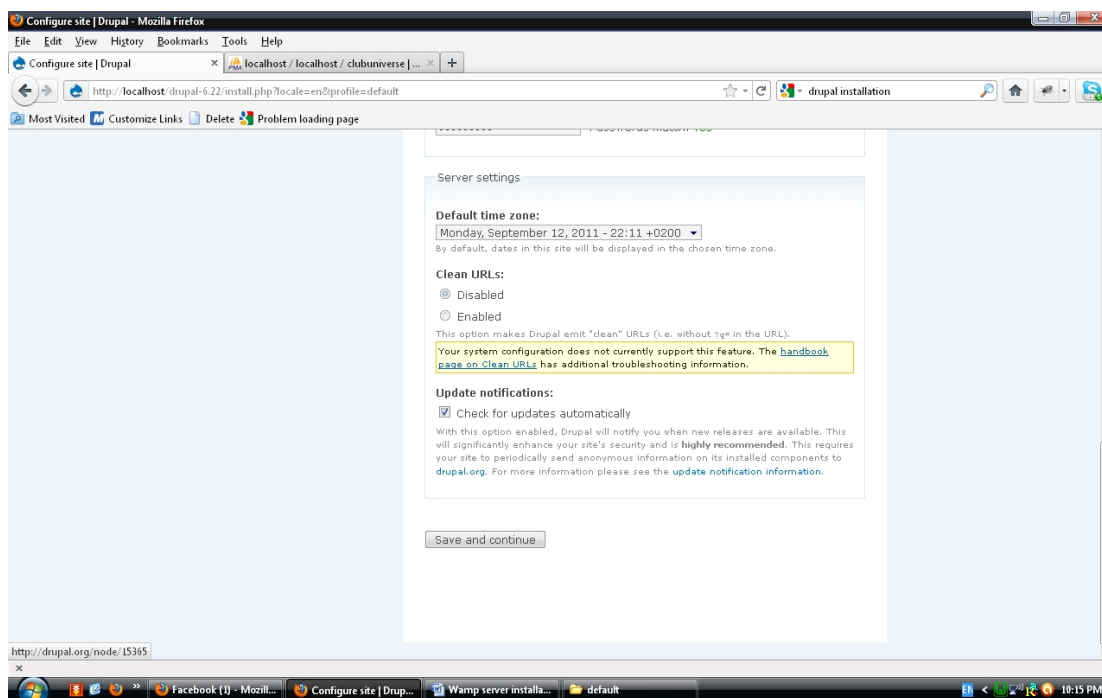 Configure site | Drupal - Mozilla Firefox
File Edit View History Bookmarks Tools Help
Configure site | Drupal × localhost / localhost / clubuniverse | ... × +
http://localhost/drupal-6.22/install.php?locale=en&profile=default drupal installation
Most Visited Customize Links Delete Problem loading page
Server settings
Default time zone:
Monday, September 12, 2011 - 22:11 +0200
By default, dates in this site will be displayed in the chosen time zone.
Clean URLs:
Disabled
Enabled
This option makes Drupal emit "clean" URLs (i.e. without ?q= in the URL).
Your system configuration does not currently support this feature. The handbook
page on Clean URLs has additional troubleshooting information.
Update notifications:
Check for updates automatically
With this option enabled, Drupal will notify you when new releases are available. This
will significantly enhance your site's security and is highly recommended. This requires
your site to periodically send anonymous information on its installed components to
drupal.org. For more information please see the update notification information.
Save and continue
http://drupal.org/node/15365
×
Facebook (1) - Mozill... Configure site | Drup... Wamp server installa... default EN 10:15 PM